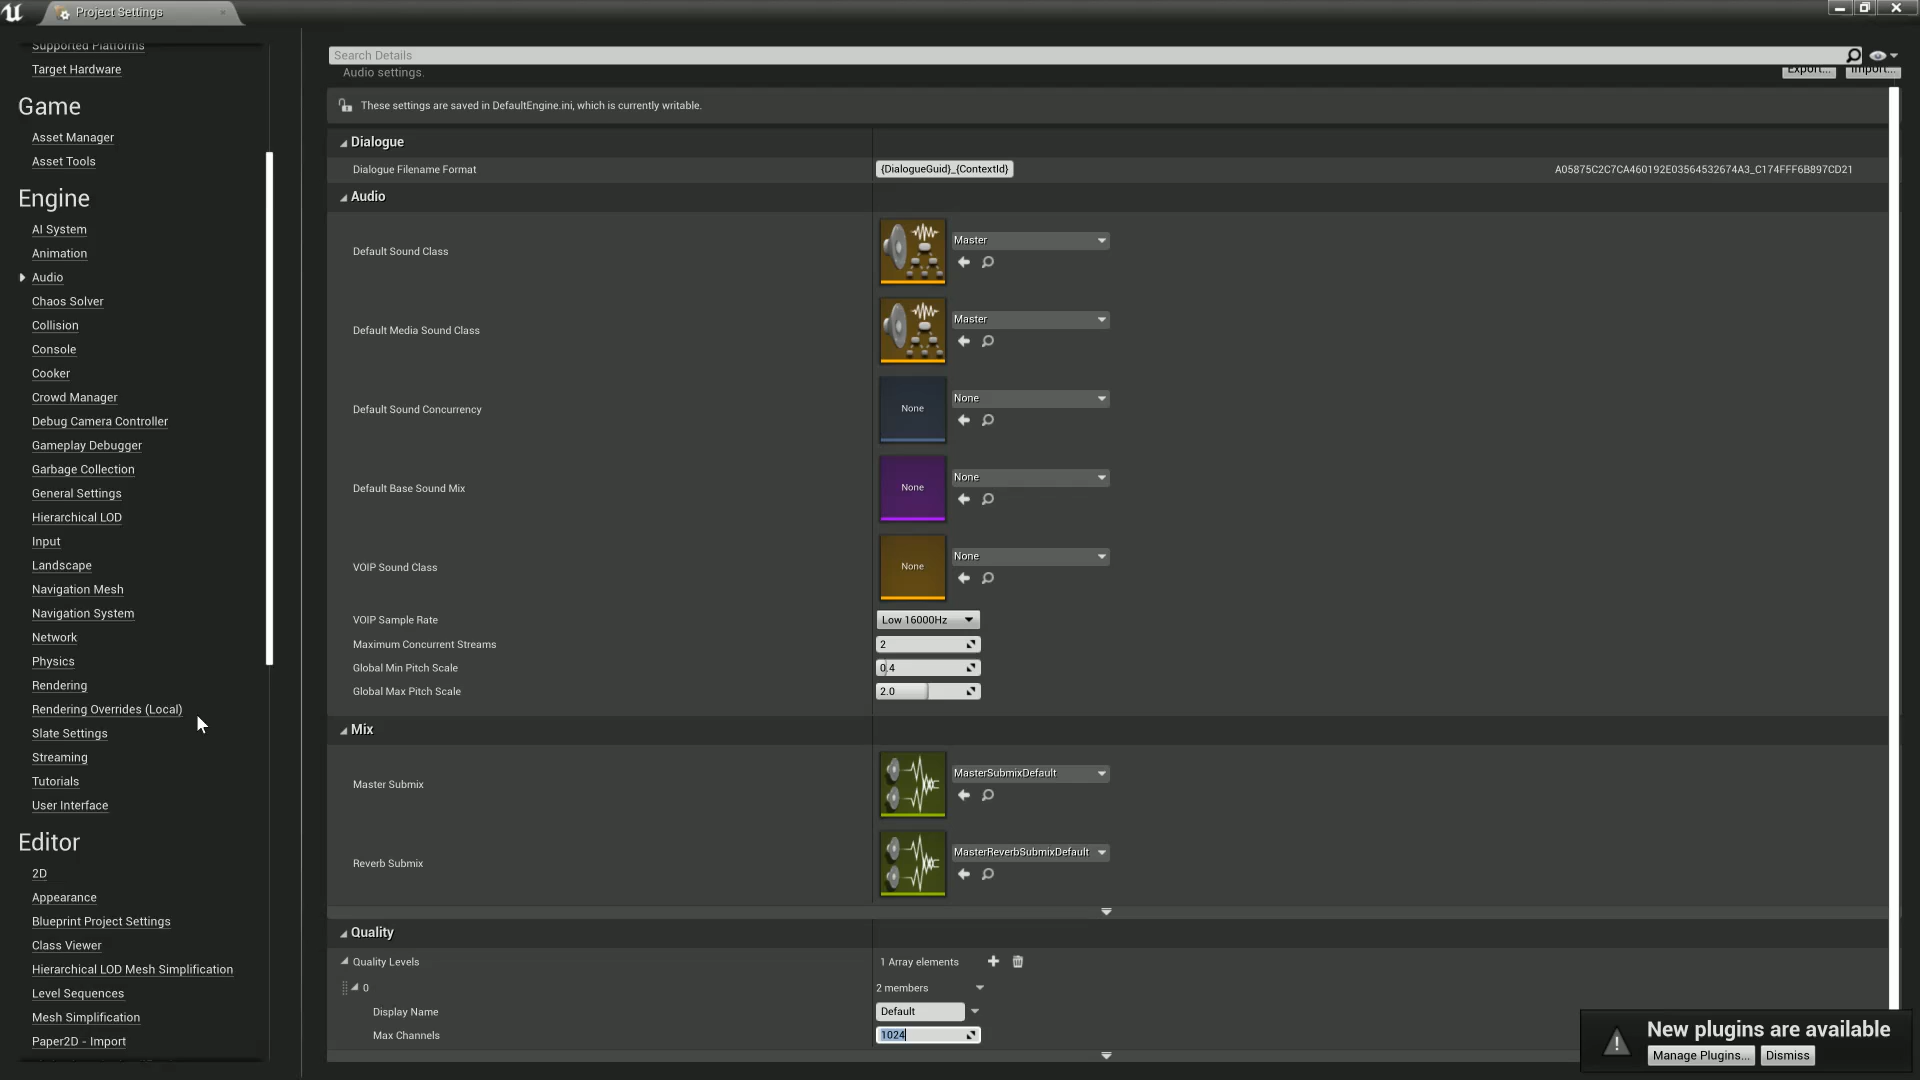 Project Settings
Supported Platforms
Target Hardware
Game
Asset Manager
Asset Tools
Engine
AI System
Animation
Audio
Chaos Solver
Collision
Console
Cooker
Crowd Manager
Debug Camera Controller
Gameplay Debugger
Garbage Collection
General Settings
Hierarchical LOD
Input
Landscape
Navigation Mesh
Navigation System
Network
Physics
Rendering
Rendering Overrides (Local)
Slate Settings
Streaming
Tutorials
User Interface
Editor
2D
Appearance
Blueprint Project Settings
Class Viewer
Hierarchical LOD Mesh Simplification
Level Sequences
Mesh Simplification
Paper2D - Import
Search Details
Audio settings.
Export... Import...
These settings are saved in DefaultEngine.ini, which is currently writable.
Dialogue
Dialogue Filename Format {DialogueGuid}_{ContextId} A05875C2C7CA460192E03564532674A3_C174FFF6B897CD21
Audio
Default Sound Class Master
Default Media Sound Class Master
Default Sound Concurrency None None
Default Base Sound Mix None None
VOIP Sound Class None None
VOIP Sample Rate Low 16000Hz
Maximum Concurrent Streams 2
Global Min Pitch Scale 0.4
Global Max Pitch Scale 2.0
Mix
Master Submix MasterSubmixDefault
Reverb Submix MasterReverbSubmixDefault
Quality
Quality Levels 1 Array elements
0 2 members
Display Name Default
Max Channels 1024
New plugins are available
Manage Plugins... Dismiss